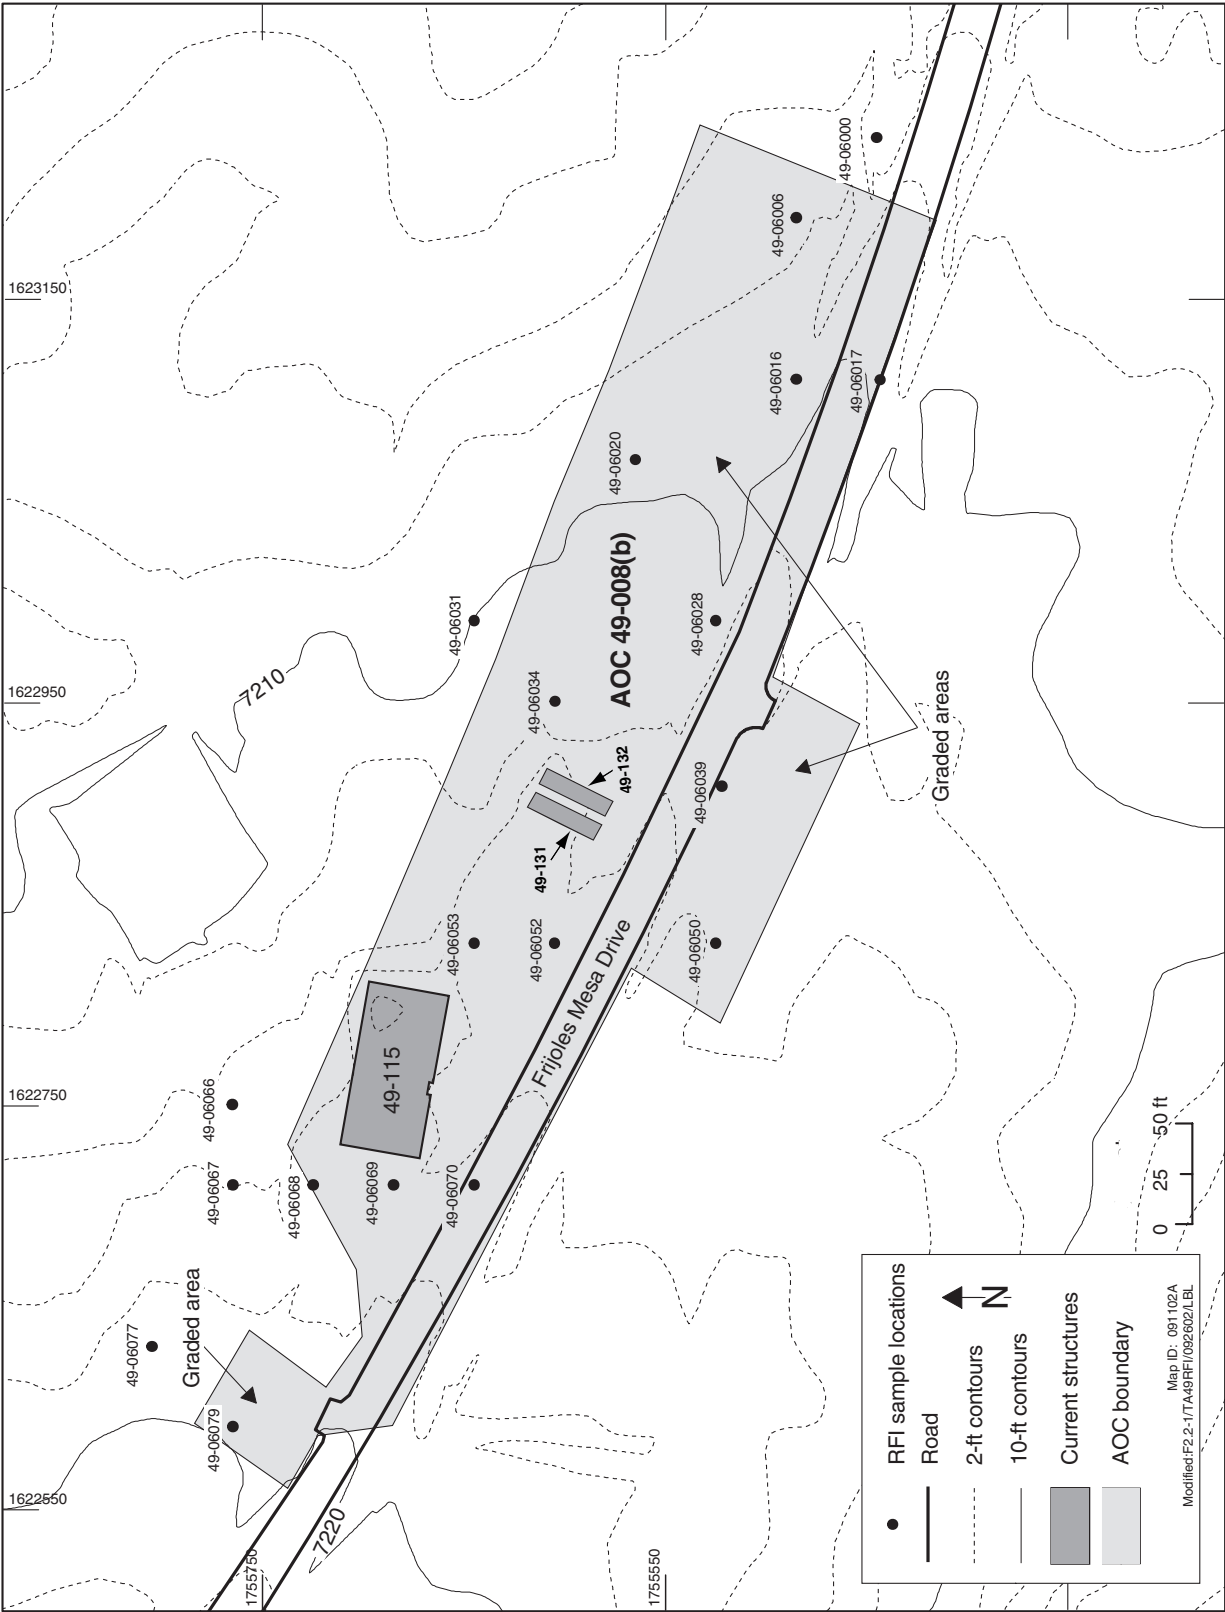 1622550
1622750
1622950
1623150
1755750
1755550
7220
7210
49-06079
49-06077
Graded area
49-06067
49-06066
49-06068
49-06069
49-06070
49-115
49-06053
49-06052
49-06050
Frijoles Mesa Drive
49-131
49-132
49-06039
49-06034
49-06031
49-06028
AOC 49-008(b)
49-06020
49-06016
49-06017
49-06006
49-06000
Graded areas
RFI sample locations
Road
2-ft contours
10-ft contours
Current structures
AOC boundary
N
0 25 50 ft
Map ID: 091102A
Modified:F2.2-1/TA49RFI/092602/LBL